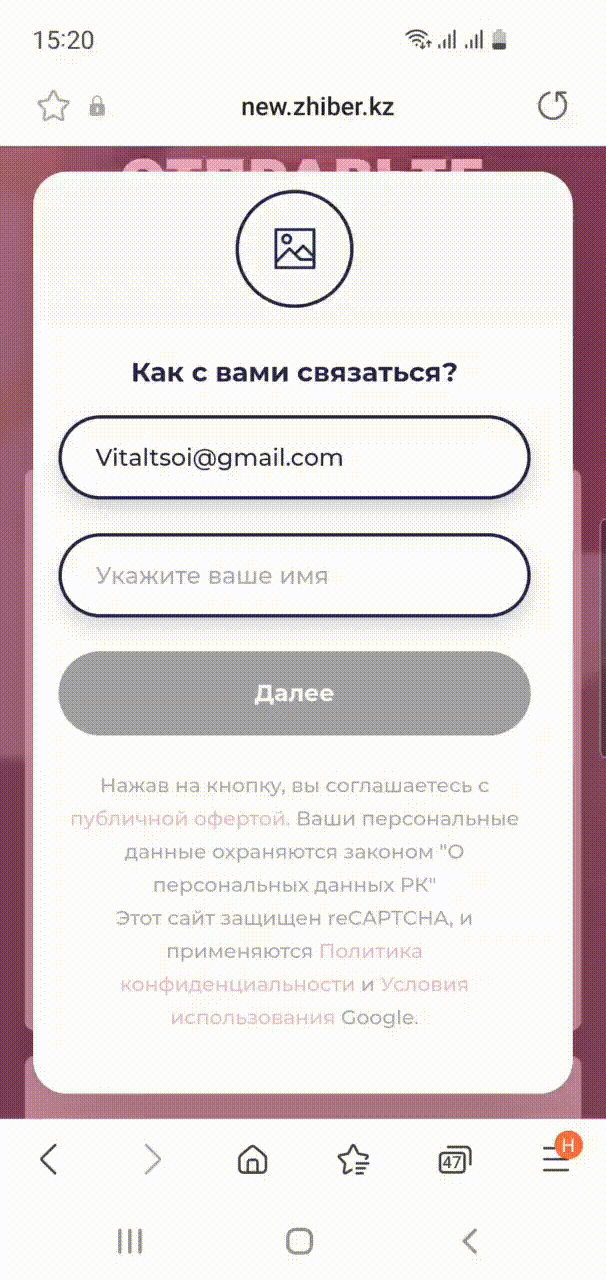 15:20
new.zhiber.kz
ОТПРАВЬТЕ
Как с вами связаться?
Vitaltsoi@gmail.com
Укажите ваше имя
Далее
Нажав на кнопку, вы соглашаетесь с
публичной офертой. Ваши персональные
данные охраняются законом "О
персональных данных РК"
Этот сайт защищен reCAPTCHA, и
применяются Политика
конфиденциальности и Условия
использования Google.
47
Н